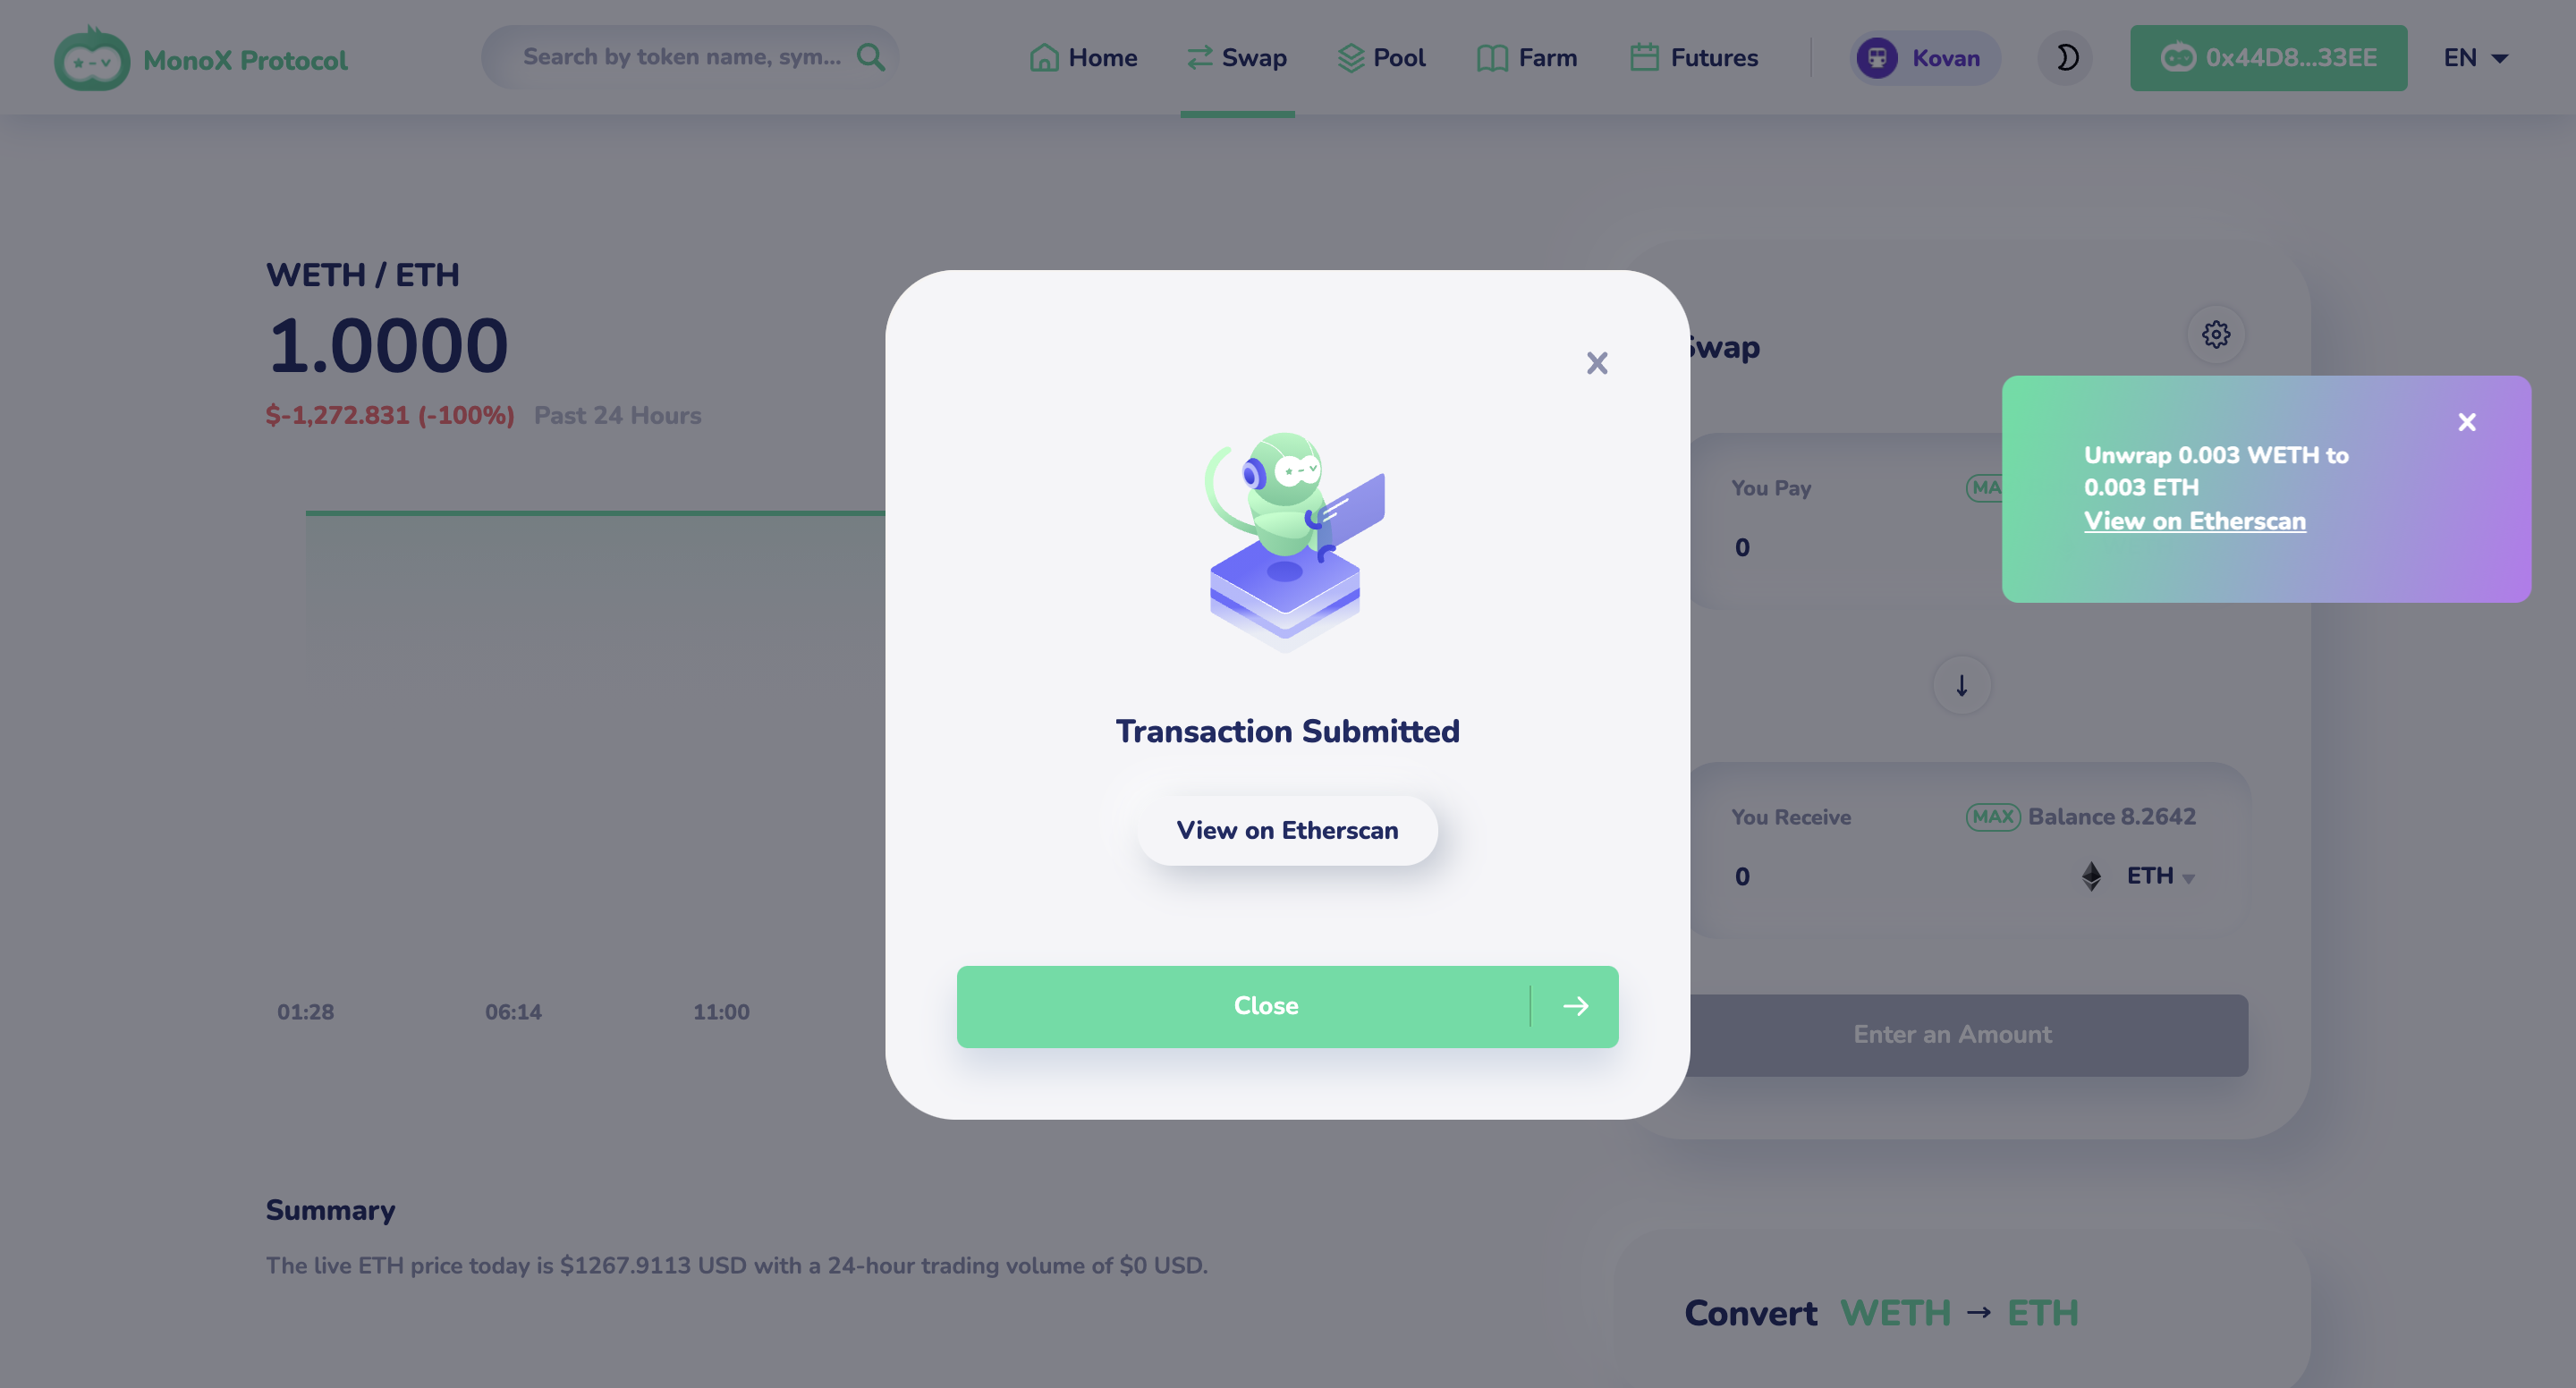 MonoX Protocol
Search by token name, sym...
Home
Swap
Pool
Farm
Futures
Kovan
0x44D8...33EE
EN
WETH / ETH
1.0000
$-1,272.831 (-100%) Past 24 Hours
01:28
06:14
11:00
Summary
The live ETH price today is $1267.9113 USD with a 24-hour trading volume of $0 USD.
Transaction Submitted
View on Etherscan
Close
Swap
You Pay
0
Unwrap 0.003 WETH to
0.003 ETH
View on Etherscan
You Receive
MAX Balance 8.2642
0
ETH
Enter an Amount
Convert WETH → ETH